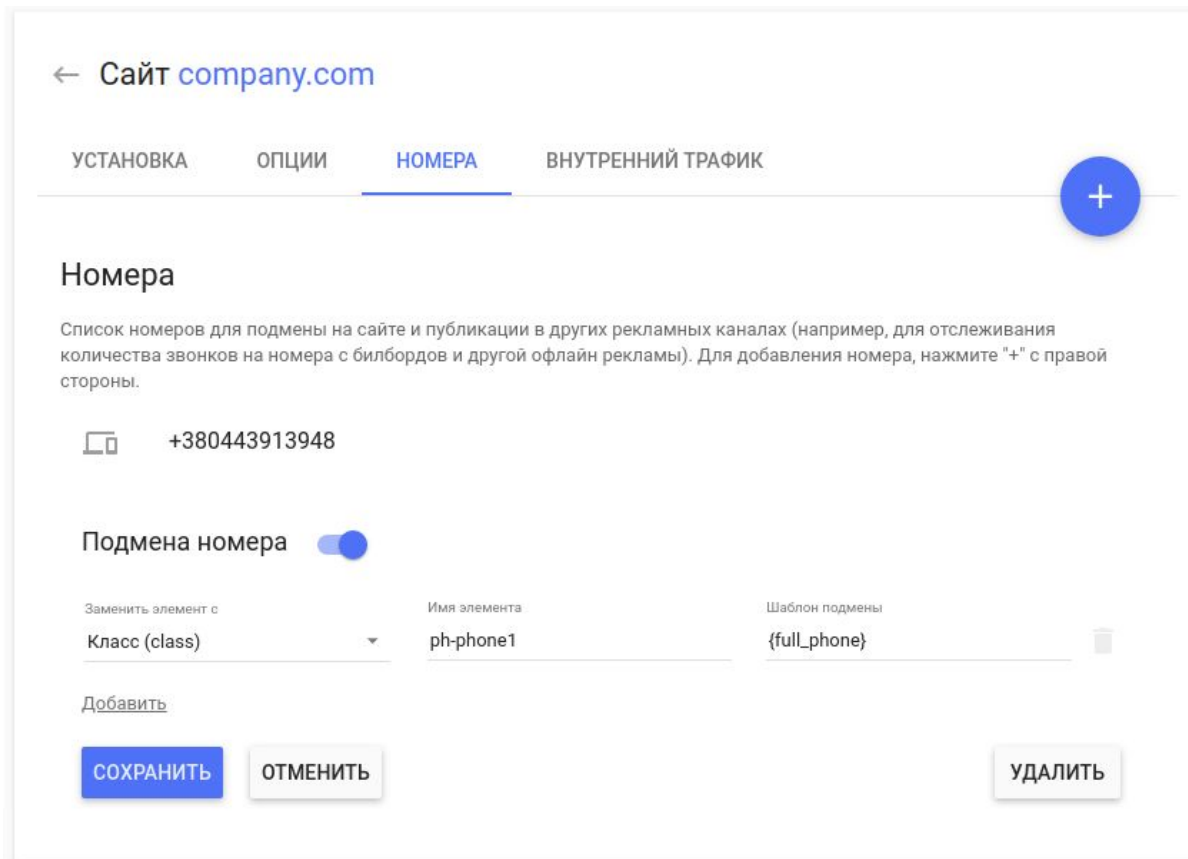 ← Сайт company.com
УСТАНОВКА ОПЦИИ НОМЕРА ВНУТРЕННИЙ ТРАФИК
+
Номера
Список номеров для подмены на сайте и публикации в других рекламных каналах (например, для отслеживания
количества звонков на номера с билбордов и другой офлайн рекламы). Для добавления номера, нажмите "+" с правой
стороны.
+380443913948
Подмена номера
Заменить элемент с Имя элемента Шаблон подмены
Класс (class) ph-phone1 {full_phone}
Добавить
СОХРАНИТЬ ОТМЕНИТЬ УДАЛИТЬ